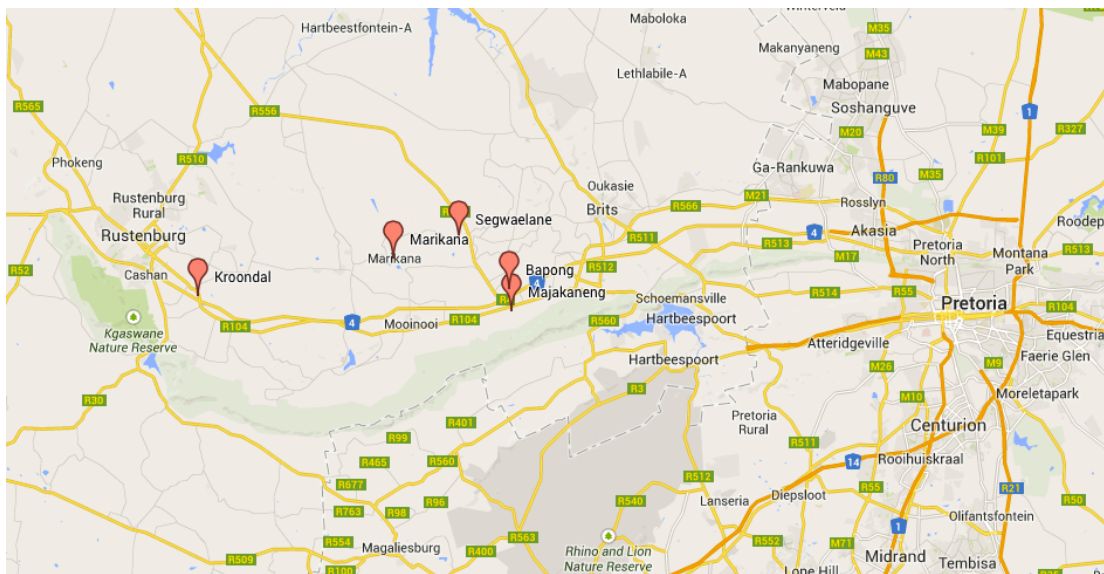 Winterveld
Maboloka
Hartbeestfontein-A
M35
Makanyaneng
M43
Lethlabile-A
Mabopane
Soshanguve
1
R565
R556
M20
M39
R327
R510
R101
Phokeng
Ga-Rankuwa
M35
R80
Oukasie
M21
Rustenburg
Rural
Brits
R566
Rosslyn
Segwaelane
4
Akasia
Rustenburg
Marikana
R511
R513
Pretoria
North
Montana
Park
R513
Marikana
M17
R52
Cashan
Kroondal
Bapong
R512
4
Majakaneng
R514
R55
Pretoria
R104
Schoemansville
Hartbeespoort
R104
4
Mooinooi
R104
R560
Equestria
Kgaswane
Nature Reserve
Atteridgeville
Faerie Glen
Hartbeespoort
M9
M26
R3
Moreletapark
R30
M10
R401
Pretoria
Rural
Centurion
R99
R511
R465
R560
14
Rooihuiskraal
R677
R512
R55
R21
R50
R96
Diepsloot
R763
R98
R540
Lanseria
Olifantsfontein
1
R554
R563
R552
M71
Magaliesburg
R400
Rhino and Lion
Nature Reserve
Midrand
R509
R100
Lone Hill
Tembisa